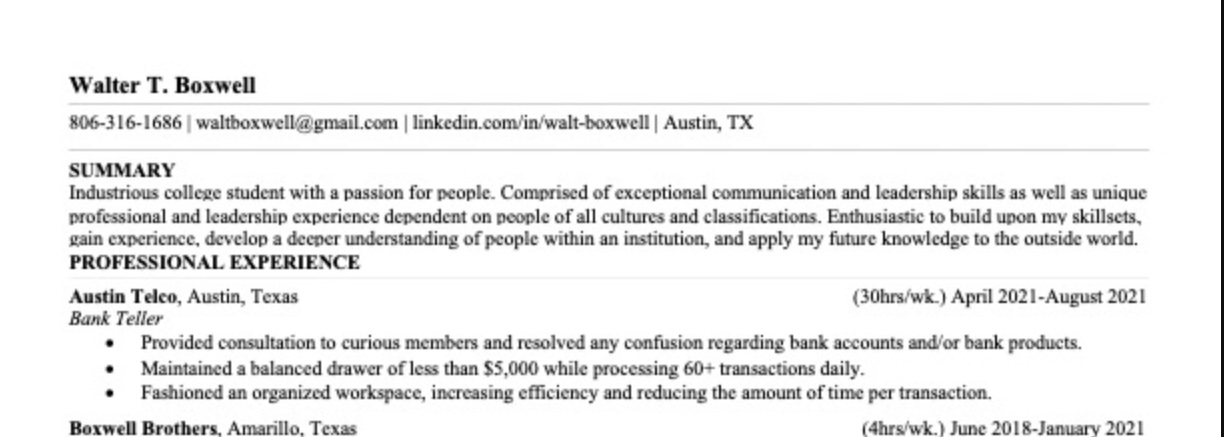 Walter T. Boxwell
806-316-1686 | waltboxwell@gmail.com | linkedin.com/in/walt-boxwell | Austin, TX
SUMMARY
Industrious college student with a passion for people. Comprised of exceptional communication and leadership skills as well as unique
professional and leadership experience dependent on people of all cultures and classifications. Enthusiastic to build upon my skillsets,
gain experience, develop a deeper understanding of people within an institution, and apply my future knowledge to the outside world.
PROFESSIONAL EXPERIENCE
Austin Telco, Austin, Texas (30hrs/wk.) April 2021-August 2021
Bank Teller
• Provided consultation to curious members and resolved any confusion regarding bank accounts and/or bank products.
• Maintained a balanced drawer of less than $5,000 while processing 60+ transactions daily.
• Fashioned an organized workspace, increasing efficiency and reducing the amount of time per transaction.
Boxwell Brothers, Amarillo, Texas (4hrs/wk.) June 2018-January 2021